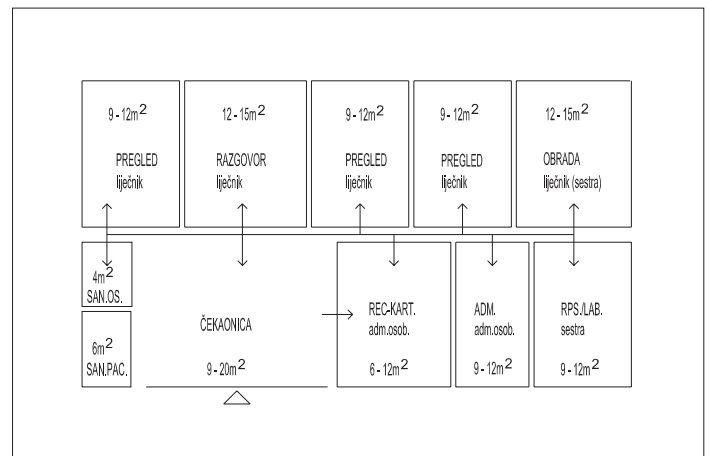 9 - 12m²
PREGLED
liječnik
12 - 15m²
RAZGOVOR
liječnik
9 - 12m²
PREGLED
liječnik
9 - 12m²
PREGLED
liječnik
12 - 15m²
OBRADA
liječnik (sestra)
4m²
SAN.OS.
6m²
SAN.PAC.
ČEKAONICA
9 - 20m²
REC-KART.
adm.osob.
6 - 12m²
ADM.
adm.osob.
9 - 12m²
RPS./LAB.
sestra
9 - 12m²